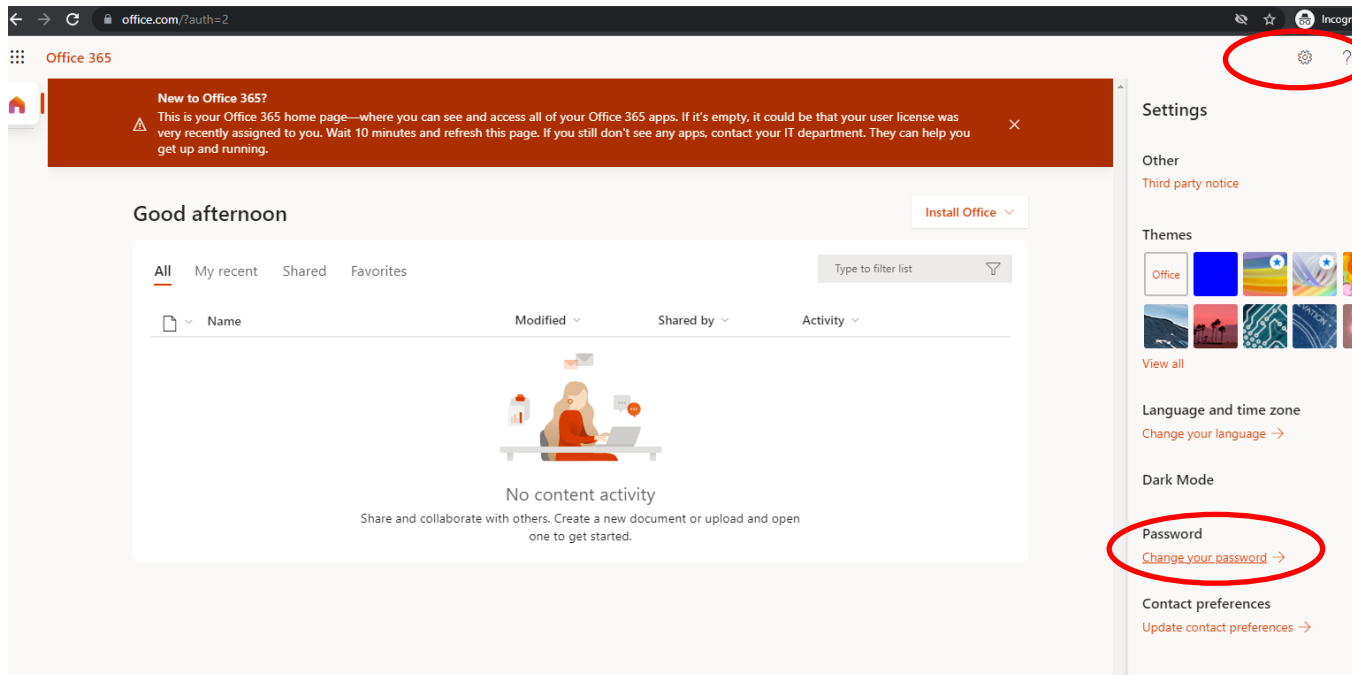 office.com/?auth=2
Office 365
?
New to Office 365?
This is your Office 365 home page—where you can see and access all of your Office 365 apps. If it's empty, it could be that your user license was
very recently assigned to you. Wait 10 minutes and refresh this page. If you still don't see any apps, contact your IT department. They can help you
get up and running.
Good afternoon
Install Office
All My recent Shared Favorites
Type to filter list
Name Modified Shared by Activity
No content activity
Share and collaborate with others. Create a new document or upload and open
one to get started.
Settings
Other
Third party notice
Themes
Office
View all
Language and time zone
Change your language →
Dark Mode
Password
Change your password →
Contact preferences
Update contact preferences →